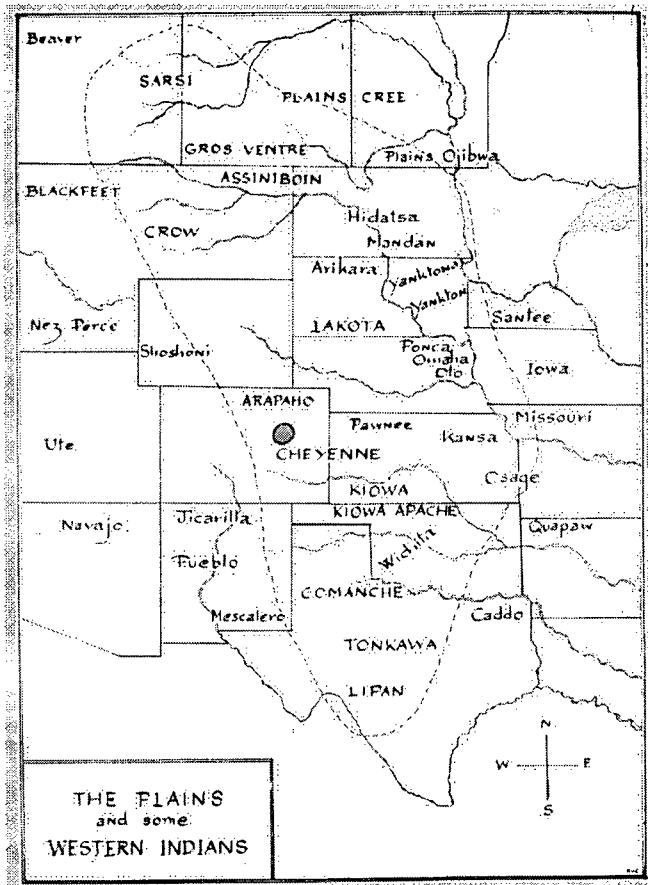 Beaver
SARSI
PLAINS CREE
GROS VENTRE
Plains Ojibwa
ASSINIBOIN
BLACKFEET
Hidatsa
CROW
Mandan
Arikara
Yanktona
Yankton
Nez Perce
LAKOTA
Santee
Shoshoni
Ponca
Omaha
Oto
Iowa
ARAPAHO
Missouri
Pawnee
Ute
Kansa
CHEYENNE
Osage
KIOWA
KIOWA APACHE
Navajo
Jicarilla
Quapaw
Wichita
Pueblo
COMANCHE
Mescalero
Caddo
TONKAWA
LIPAN
N
W E
S
THE PLAINS
and some
WESTERN INDIANS